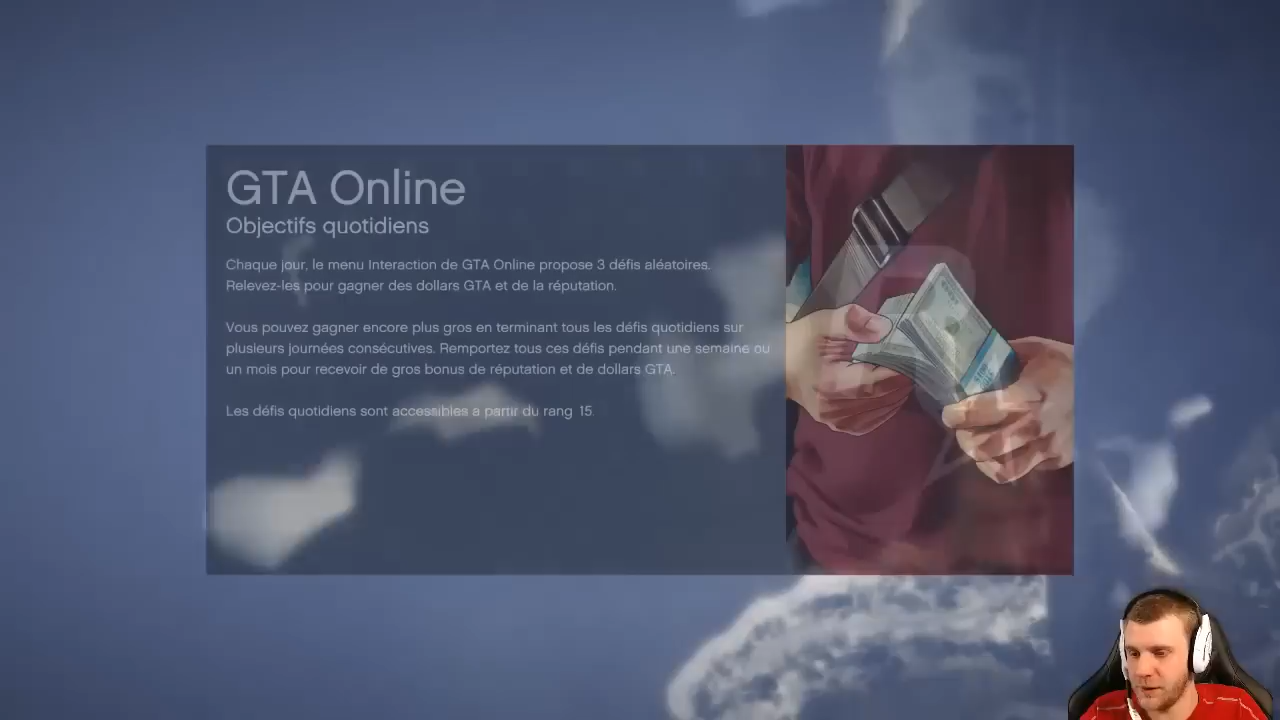 GTA Online
Objectifs quotidiens
Chaque jour, le menu Interaction de GTA Online propose 3 défis aléatoires.
Relevez-les pour gagner des dollars GTA et de la réputation.
Vous pouvez gagner encore plus gros en terminant tous les défis quotidiens sur
plusieurs journées consécutives. Remportez tous ces défis pendant une semaine ou
un mois pour recevoir de gros bonus de réputation et de dollars GTA.
Les défis quotidiens sont accessibles à partir du rang 15.